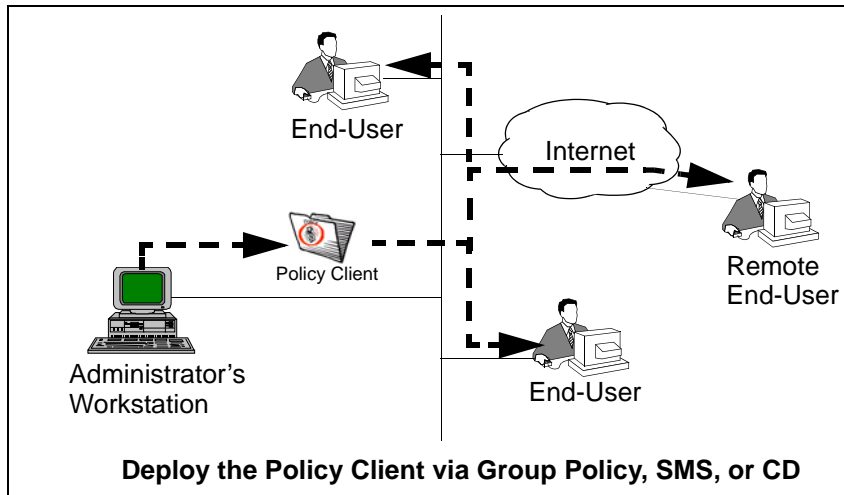 End-User
Internet
Policy Client
Remote
End-User
Administrator's
Workstation
End-User
Deploy the Policy Client via Group Policy, SMS, or CD